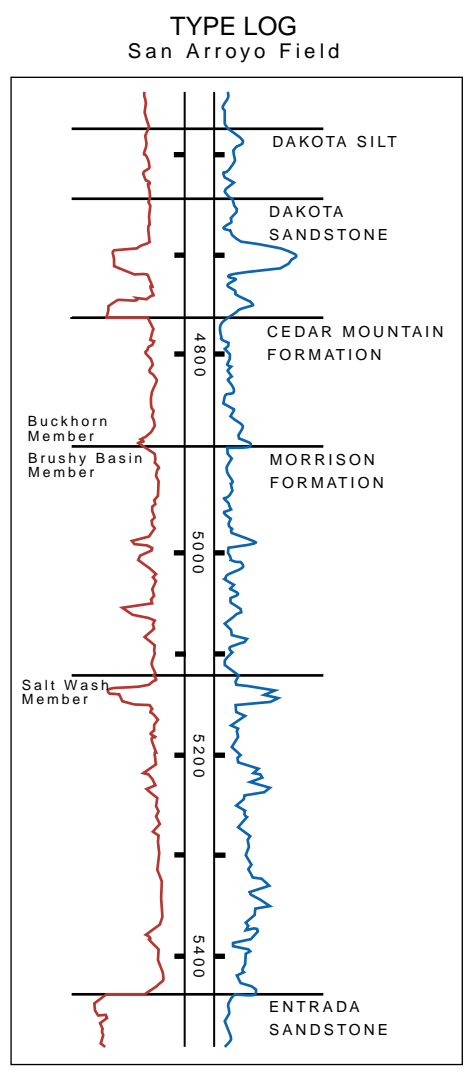 TYPE LOG
San Arroyo Field
DAKOTA SILT
DAKOTA
SANDSTONE
CEDAR MOUNTAIN
FORMATION
4800
Buckhorn
Member
Brushy Basin
Member
MORRISON
FORMATION
5000
Salt Wash
Member
5200
5400
ENTRADA
SANDSTONE